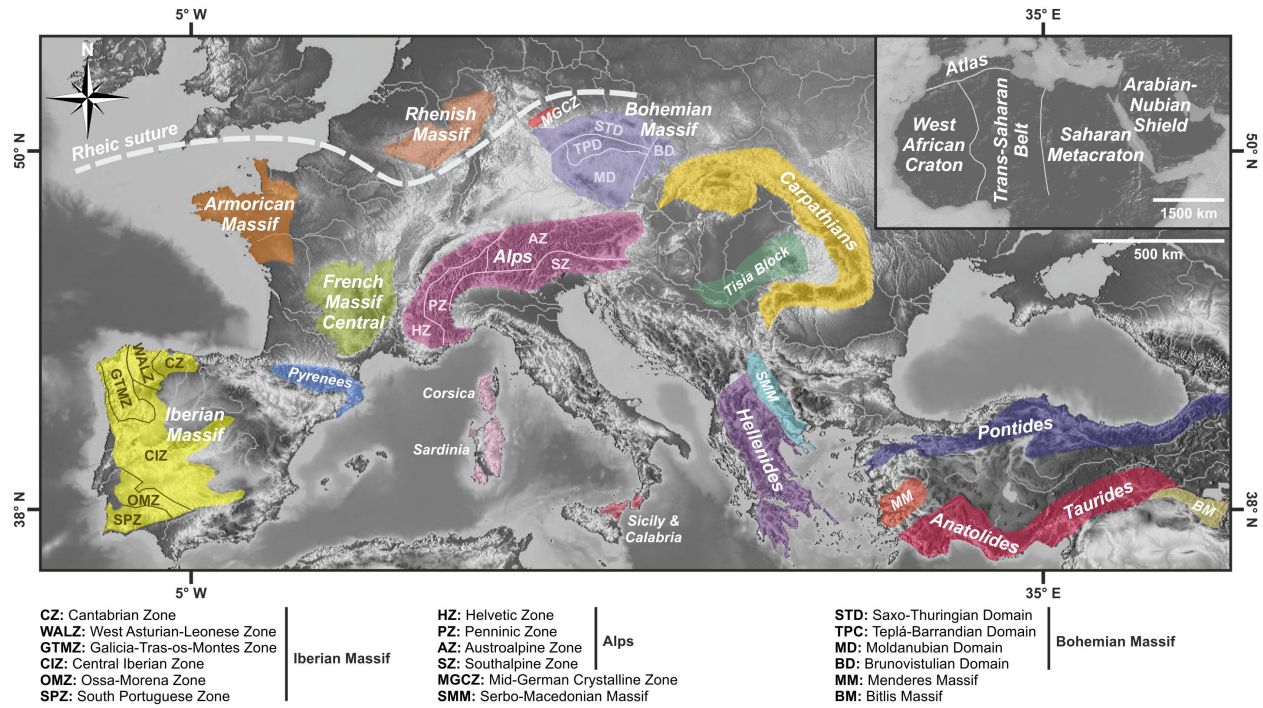 5° W
35° E
N
Rheic suture
50° N
50° N
Rhenish
Massif
MGCZ
Bohemian
Massif
STD
TPD
BD
MD
Atlas
West
African
Craton
Trans-Saharan
Belt
Saharan
Metacraton
Arabian-
Nubian
Shield
1500 km
500 km
Armorican
Massif
Carpathians
AZ
Alps
SZ
PZ
HZ
Tisia Block
French
Massif
Central
WALZ
CZ
GTMZ
Iberian
Massif
CIZ
OMZ
SPZ
Pyrenees
Corsica
Sardinia
SMM
Hellenides
Pontides
38° N
38° N
Sicily &
Calabria
MM
Anatolides
Taurides
BM
5° W
35° E
CZ: Cantabrian Zone
WALZ: West Asturian-Leonese Zone
GTMZ: Galicia-Tras-os-Montes Zone
CIZ: Central Iberian Zone
OMZ: Ossa-Morena Zone
SPZ: South Portuguese Zone
Iberian Massif
HZ: Helvetic Zone
PZ: Penninic Zone
AZ: Austroalpine Zone
SZ: Southalpine Zone
MGCZ: Mid-German Crystalline Zone
SMM: Serbo-Macedonian Massif
Alps
STD: Saxo-Thuringian Domain
TPC: Teplá-Barrandian Domain
MD: Moldanubian Domain
BD: Brunovistulian Domain
MM: Menderes Massif
BM: Bitlis Massif
Bohemian Massif